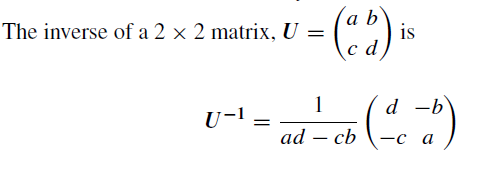 The inverse of a 2 × 2 matrix, U = ( a b ; c d ) is
U⁻¹ = 1 / (ad − cb) ( d −b ; −c a )